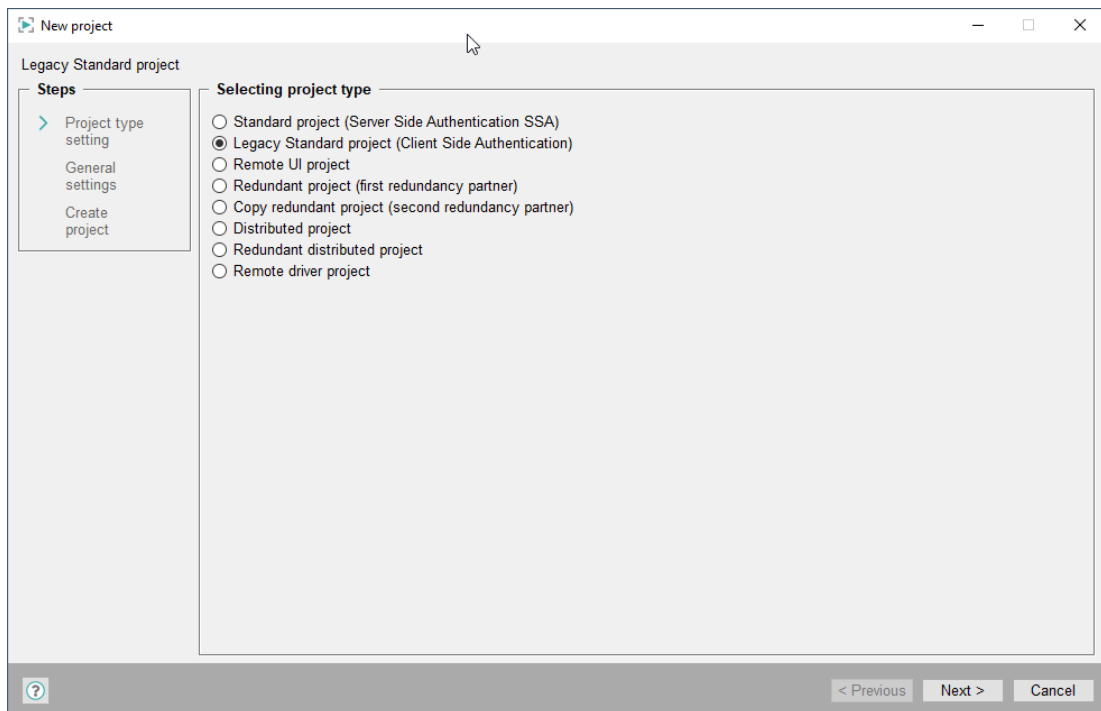 New project
Legacy Standard project
Steps
Project type
setting
General
settings
Create
project
Selecting project type
Standard project (Server Side Authentication SSA)
Legacy Standard project (Client Side Authentication)
Remote UI project
Redundant project (first redundancy partner)
Copy redundant project (second redundancy partner)
Distributed project
Redundant distributed project
Remote driver project
?
< Previous
Next >
Cancel